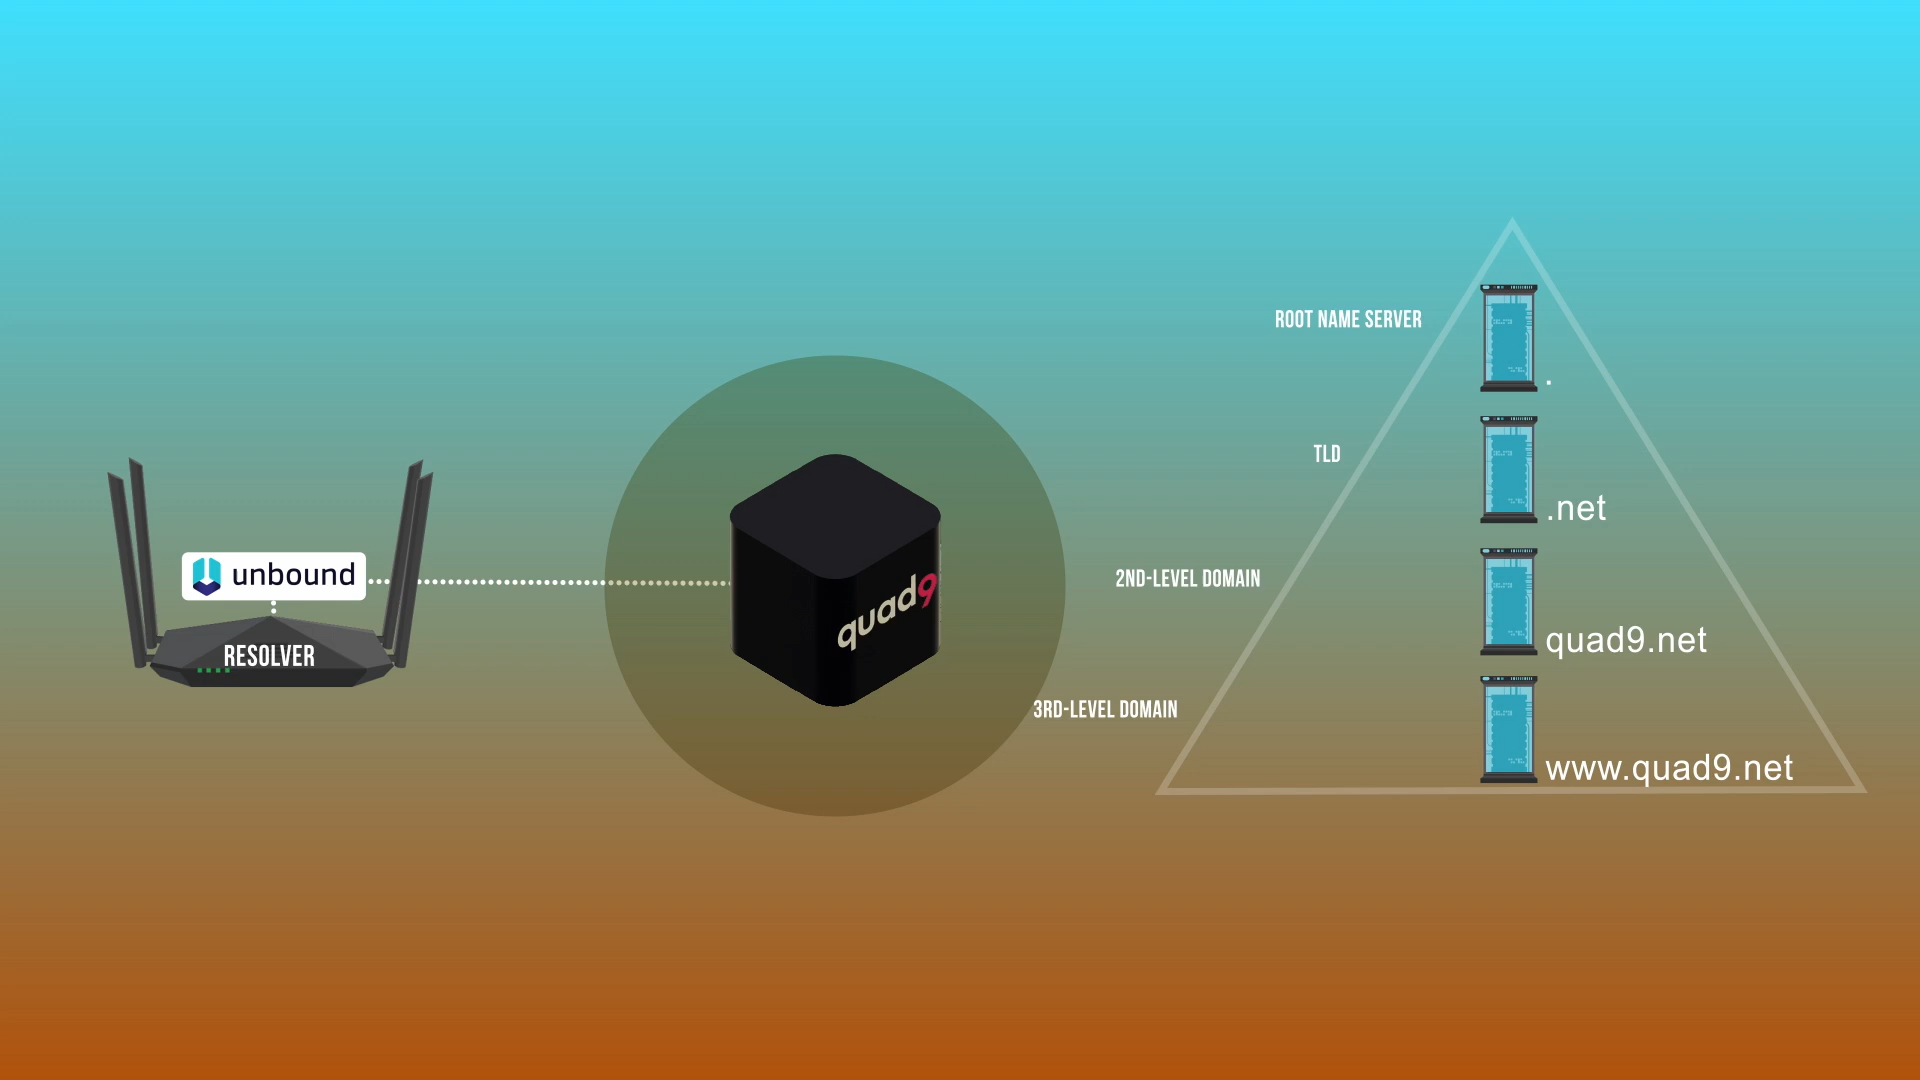 unbound
RESOLVER
quad9
ROOT NAME SERVER
.
TLD
.net
2ND-LEVEL DOMAIN
quad9.net
3RD-LEVEL DOMAIN
www.quad9.net